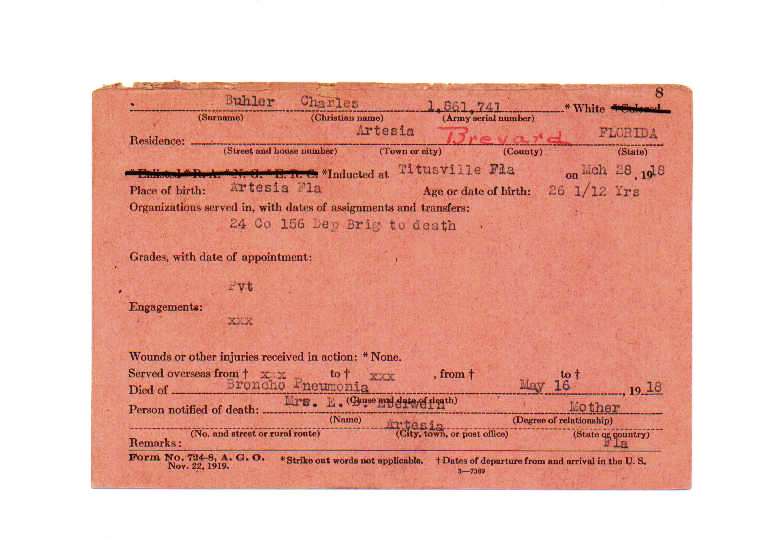 8
Buhler Charles 1,861,741 * White * Colored
(Surname) (Christian name) (Army serial number)
Residence: Artesia Brevard FLORIDA
(Street and house number) (Town or city) (County) (State)
* Enlisted * R. A. * N. G. * E. R. C. *Inducted at Titusville Fla on Mch 28, 1918
Place of birth: Artesia Fla Age or date of birth: 26 1/12 Yrs
Organizations served in, with dates of assignments and transfers:
24 Co 156 Dep Brig to death
Grades, with date of appointment:
Pvt
Engagements:
xxx
Wounds or other injuries received in action: * None.
Served overseas from † xxx to † xxx , from † to †
Died of Broncho Pneumonia May 16 , 19 18
(Cause and date of death)
Person notified of death: Mrs. E. Mother
(Name) (Degree of relationship)
Artesia
(No. and street or rural route) (City, town, or post office) (State or country)
Remarks: Fla
Form No. 724-8, A. G. O. *Strike out words not applicable. † Dates of departure from and arrival in the U. S.
Nov. 22, 1919. 3—7369